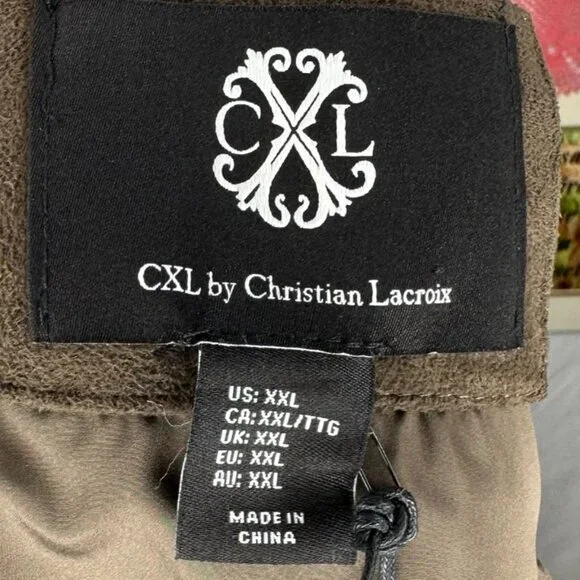 CXL
CXL by Christian Lacroix
US: XXL
CA: XXL/TTG
UK: XXL
EU: XXL
AU: XXL
MADE IN
CHINA